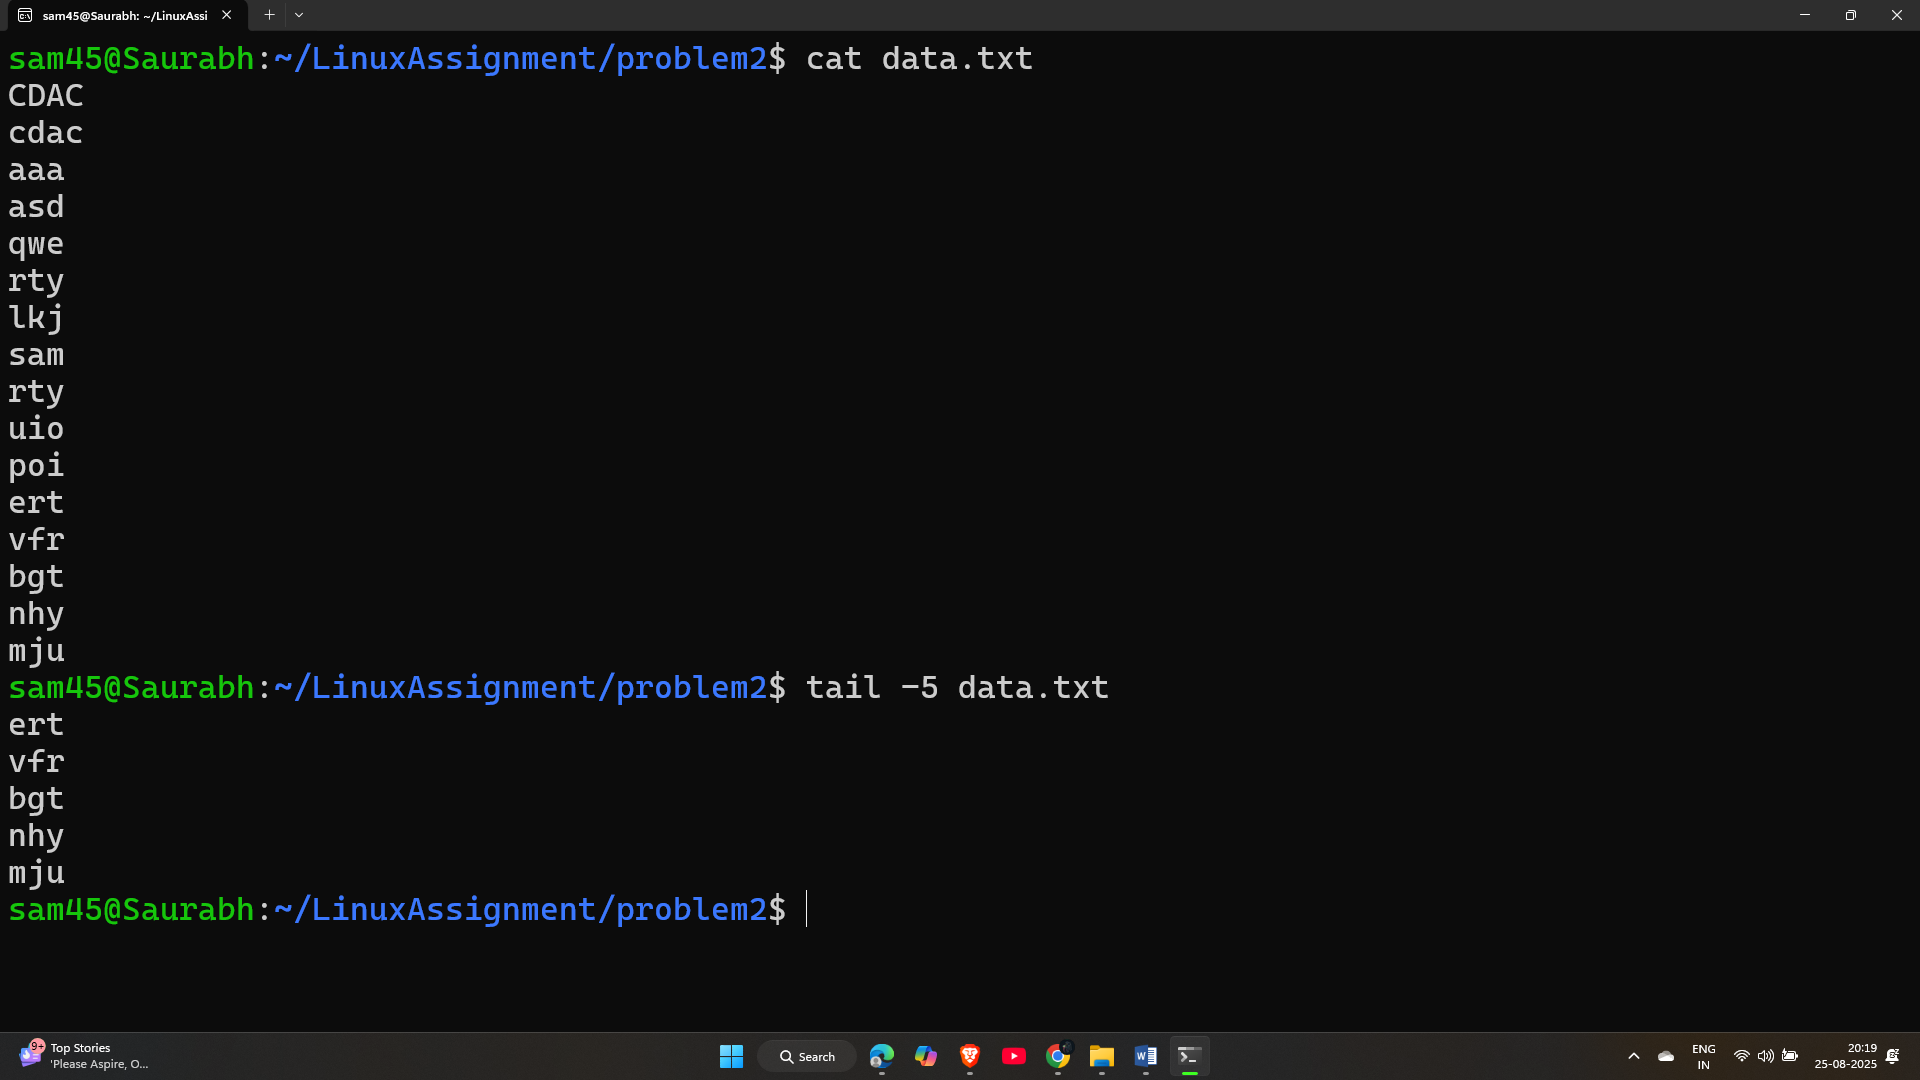 sam45@Saurabh: ~/LinuxAssi
sam45@Saurabh:~/LinuxAssignment/problem2$ cat data.txt
CDAC
cdac
aaa
asd
qwe
rty
lkj
sam
rty
uio
poi
ert
vfr
bgt
nhy
mju
sam45@Saurabh:~/LinuxAssignment/problem2$ tail -5 data.txt
ert
vfr
bgt
nhy
mju
sam45@Saurabh:~/LinuxAssignment/problem2$
9+
Top Stories
'Please Aspire, O...
Search
ENG
IN
20:19
25-08-2025